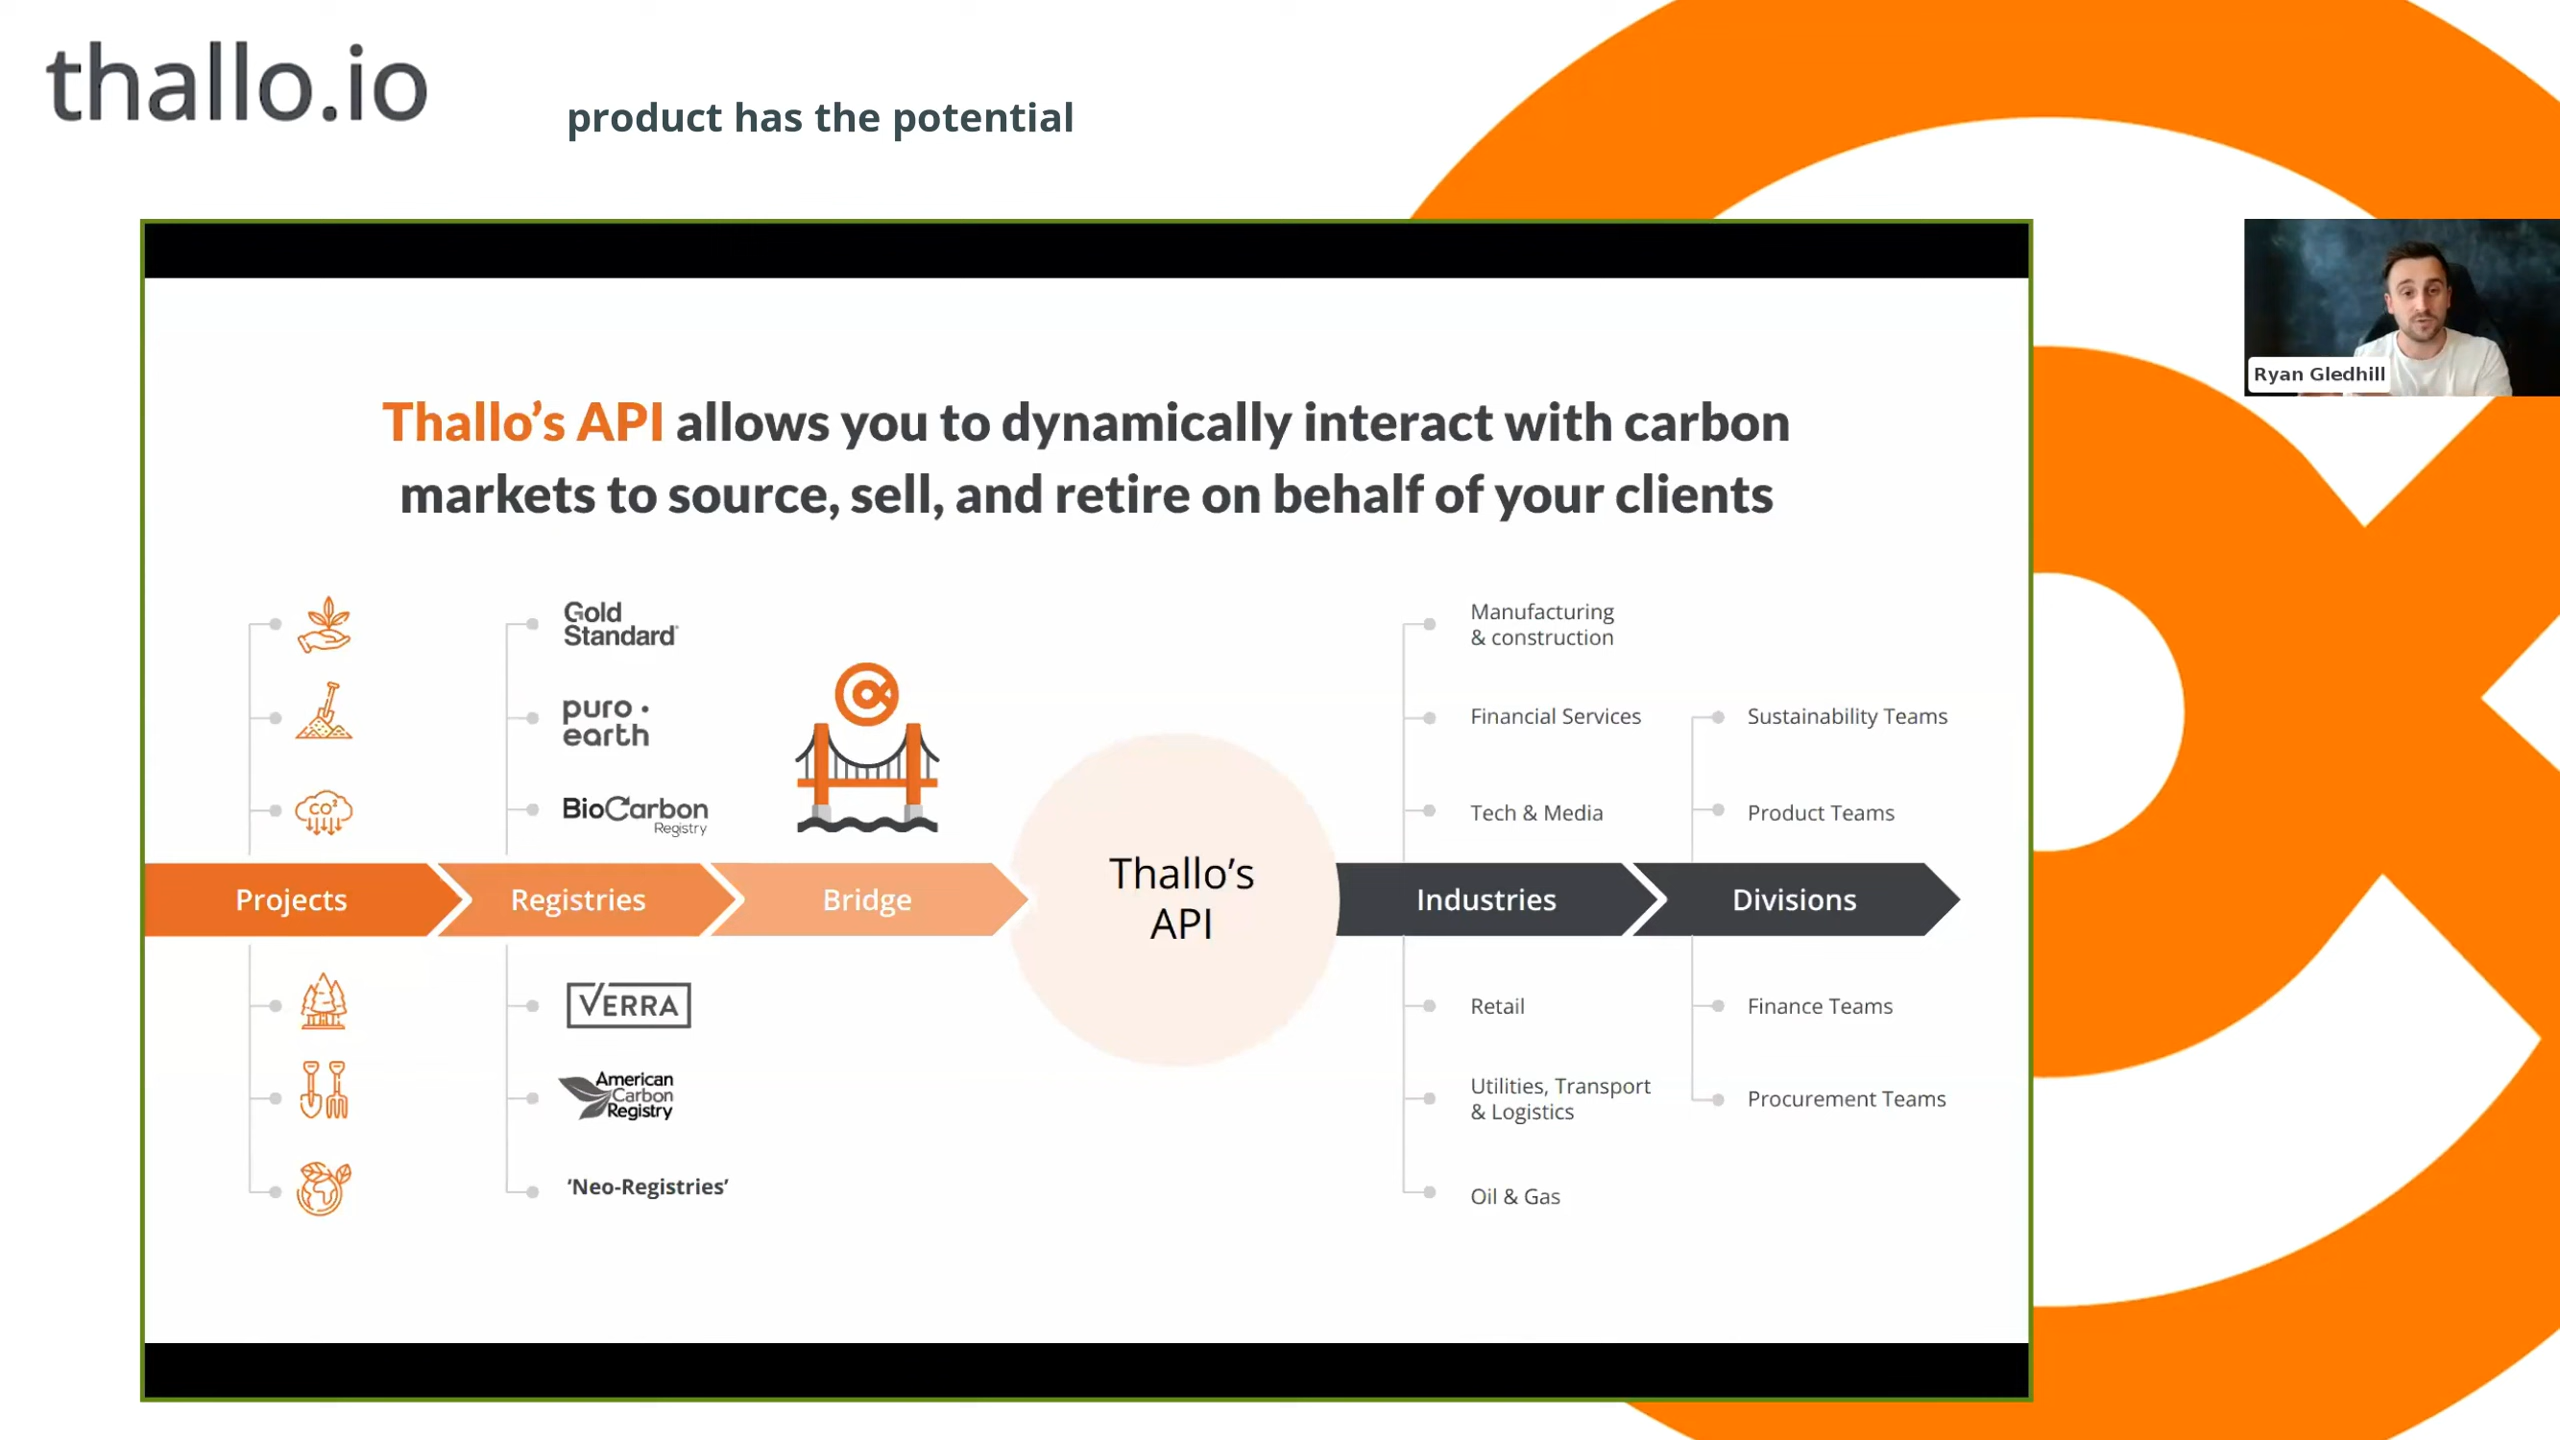 thallo.io
product has the potential
Ryan Gledhill
Thallo’s API allows you to dynamically interact with carbon
markets to source, sell, and retire on behalf of your clients
CO²
Projects
Gold
Standard®
puro·
earth
BioCarbon
Registry
Registries
VERRA
American
Carbon
Registry
‘Neo-Registries’
Bridge
Thallo’s
API
Manufacturing
& construction
Financial Services
Tech & Media
Industries
Retail
Utilities, Transport
& Logistics
Oil & Gas
Sustainability Teams
Product Teams
Divisions
Finance Teams
Procurement Teams